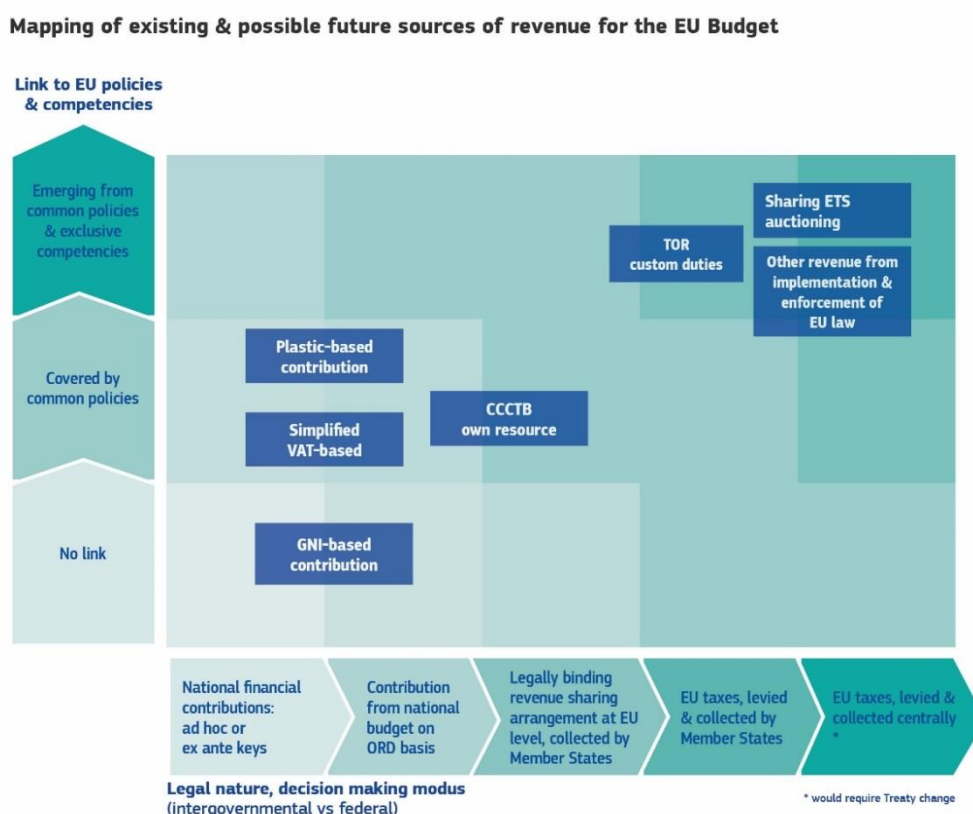 Mapping of existing & possible future sources of revenue for the EU Budget
Link to EU policies
& competencies
Emerging from
common policies
& exclusive
competencies
Covered by
common policies
No link
Sharing ETS
auctioning
TOR
custom duties
Other revenue from
implementation &
enforcement of
EU law
Plastic-based
contribution
CCCTB
own resource
Simplified
VAT-based
GNI-based
contribution
National financial
contributions:
ad hoc or
ex ante keys
Contribution
from national
budget on
ORD basis
Legally binding
revenue sharing
arrangement at EU
level, collected by
Member States
EU taxes, levied
& collected by
Member States
EU taxes, levied &
collected centrally
*
Legal nature, decision making modus
(intergovernmental vs federal)
* would require Treaty change